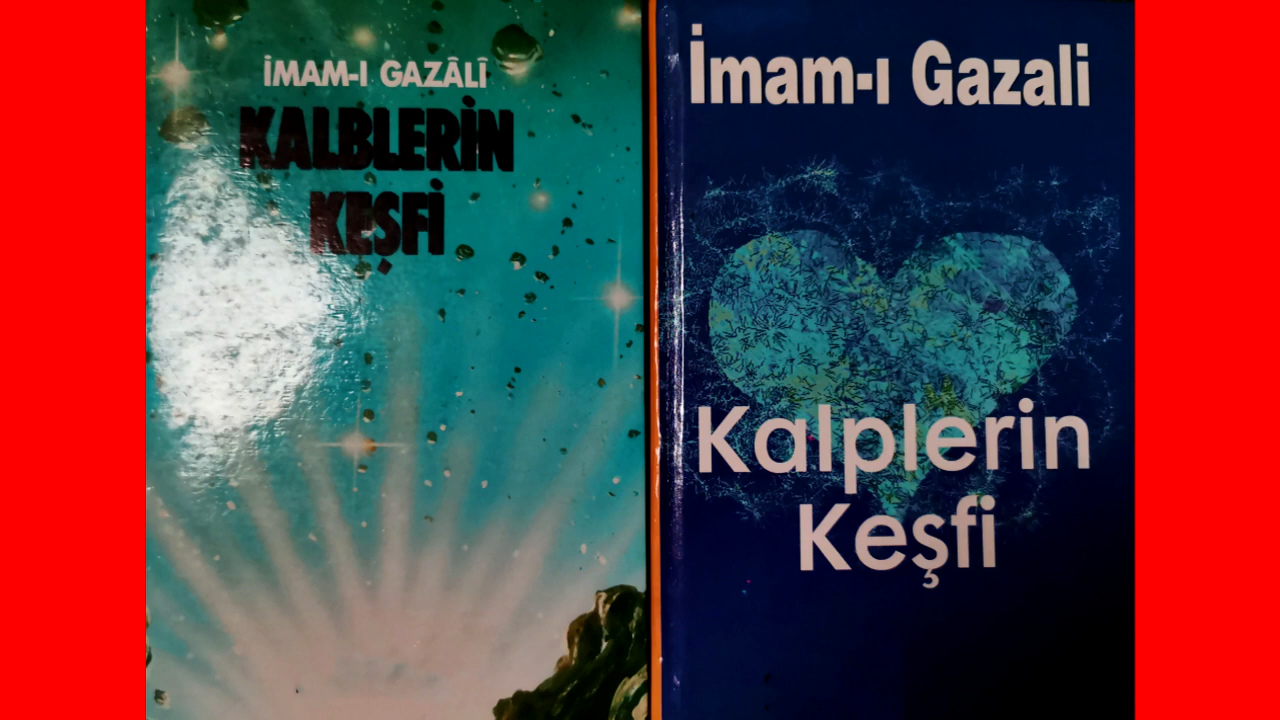 İMAM-I GAZÂLÎ
KALBLERİN
KEŞFİ
İmam-ı Gazali
Kalplerin
Keşfi